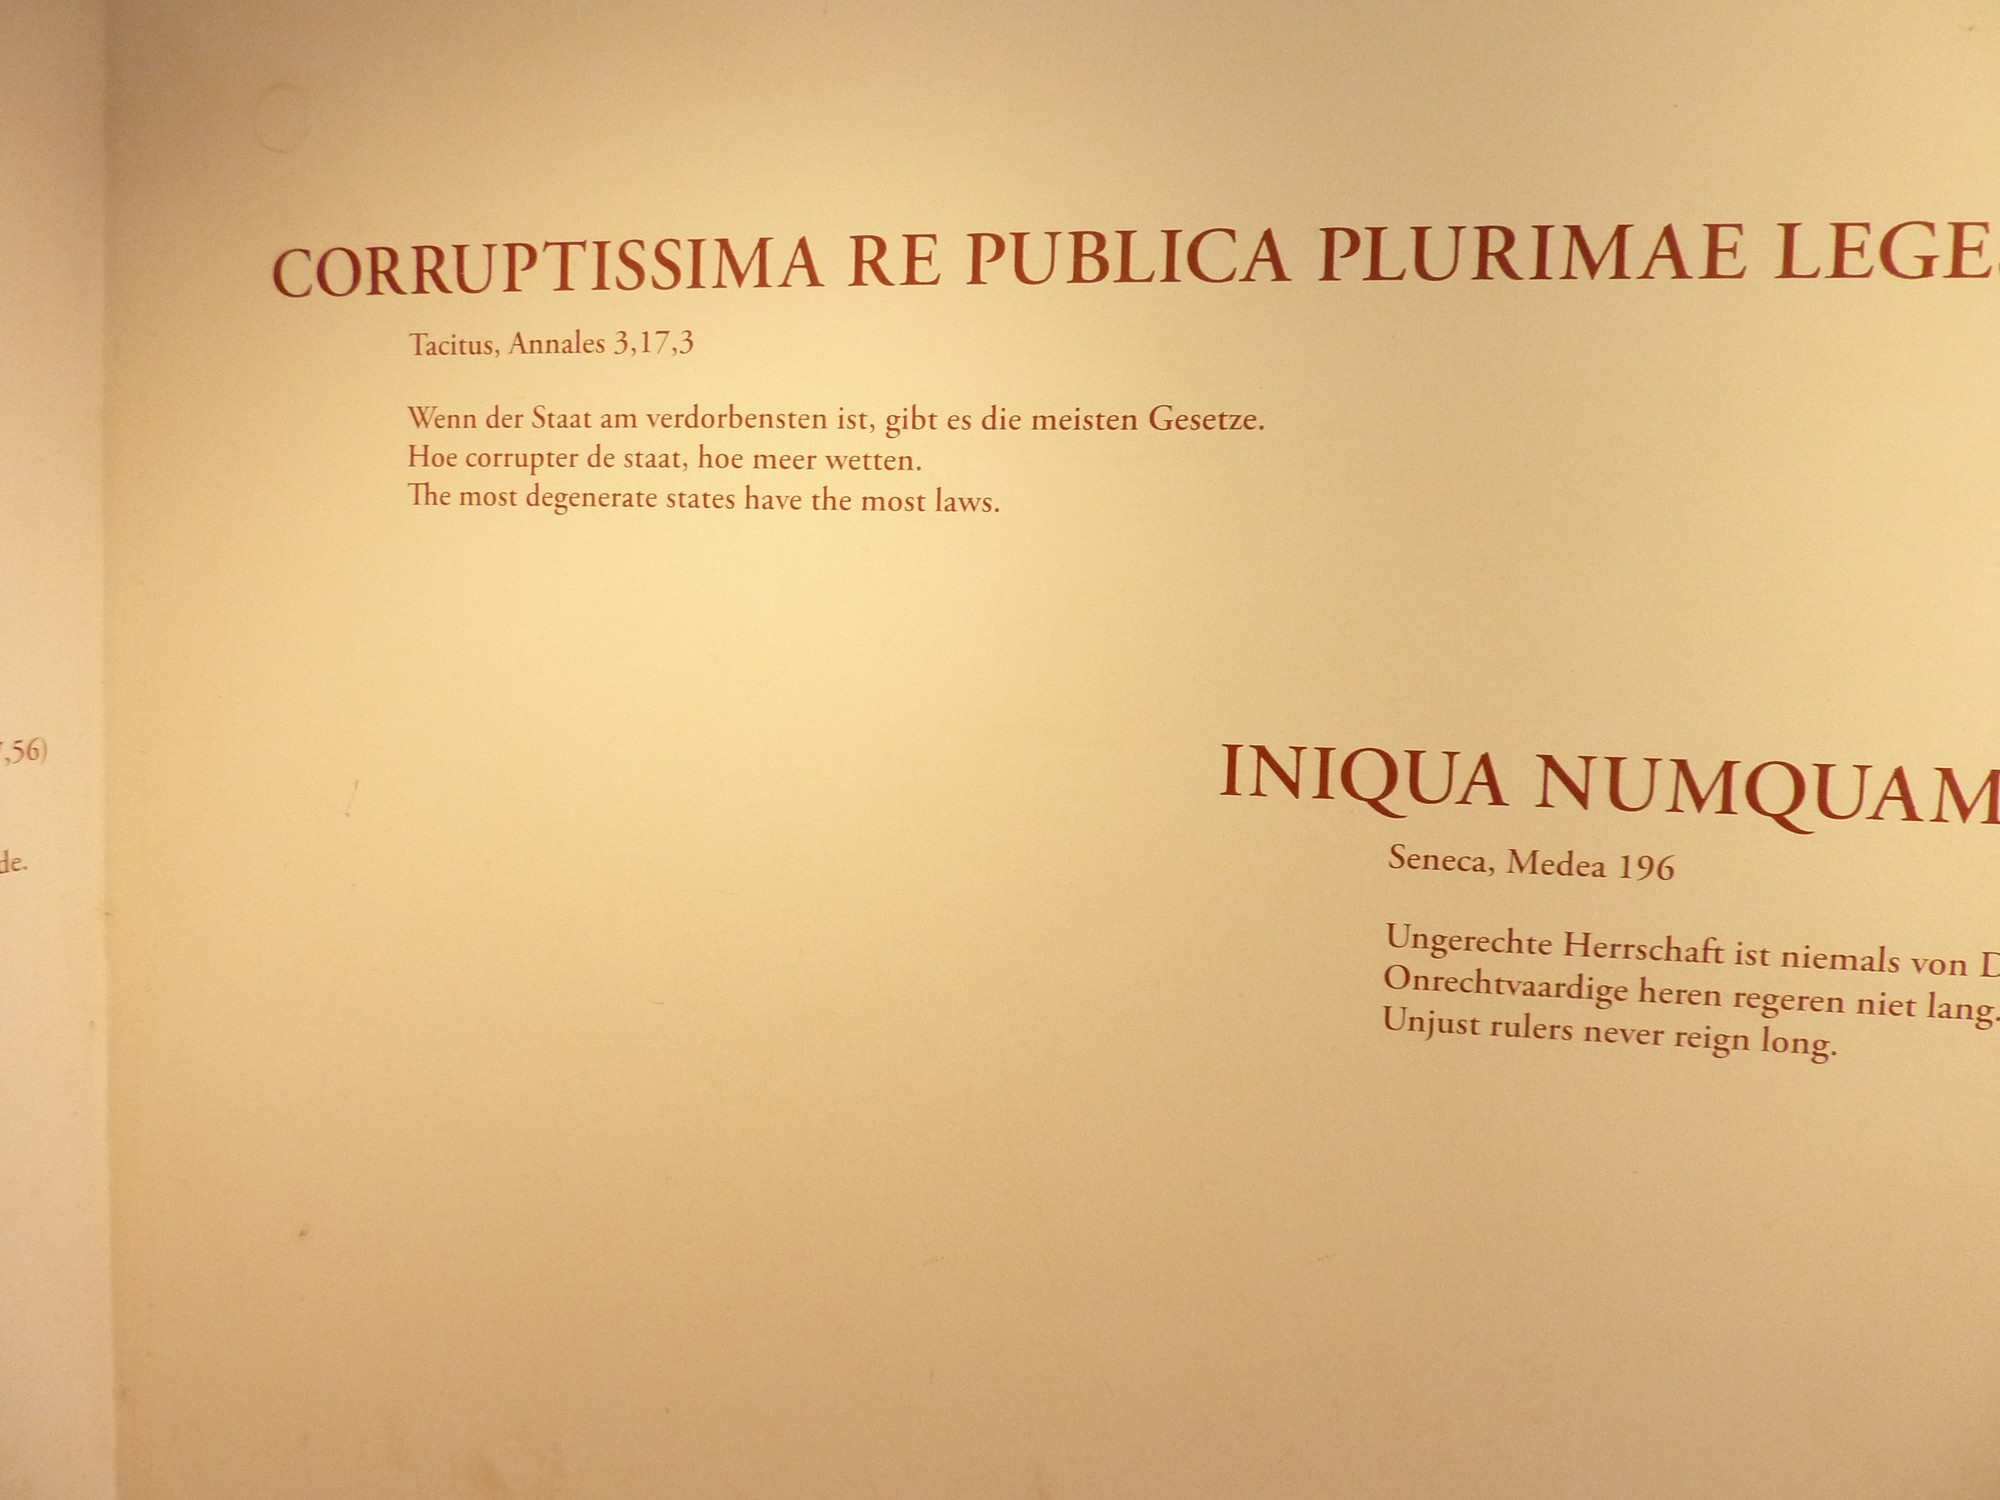 CORRUPTISSIMA RE PUBLICA PLURIMAE LEGE
Tacitus, Annales 3,17,3
Wenn der Staat am verdorbensten ist, gibt es die meisten Gesetze.
Hoe corrupter de staat, hoe meer wetten.
The most degenerate states have the most laws.
,56)
de.
INIQUA NUMQUAM
Seneca, Medea 196
Ungerechte Herrschaft ist niemals von D
Onrechtvaardige heren regeren niet lang.
Unjust rulers never reign long.